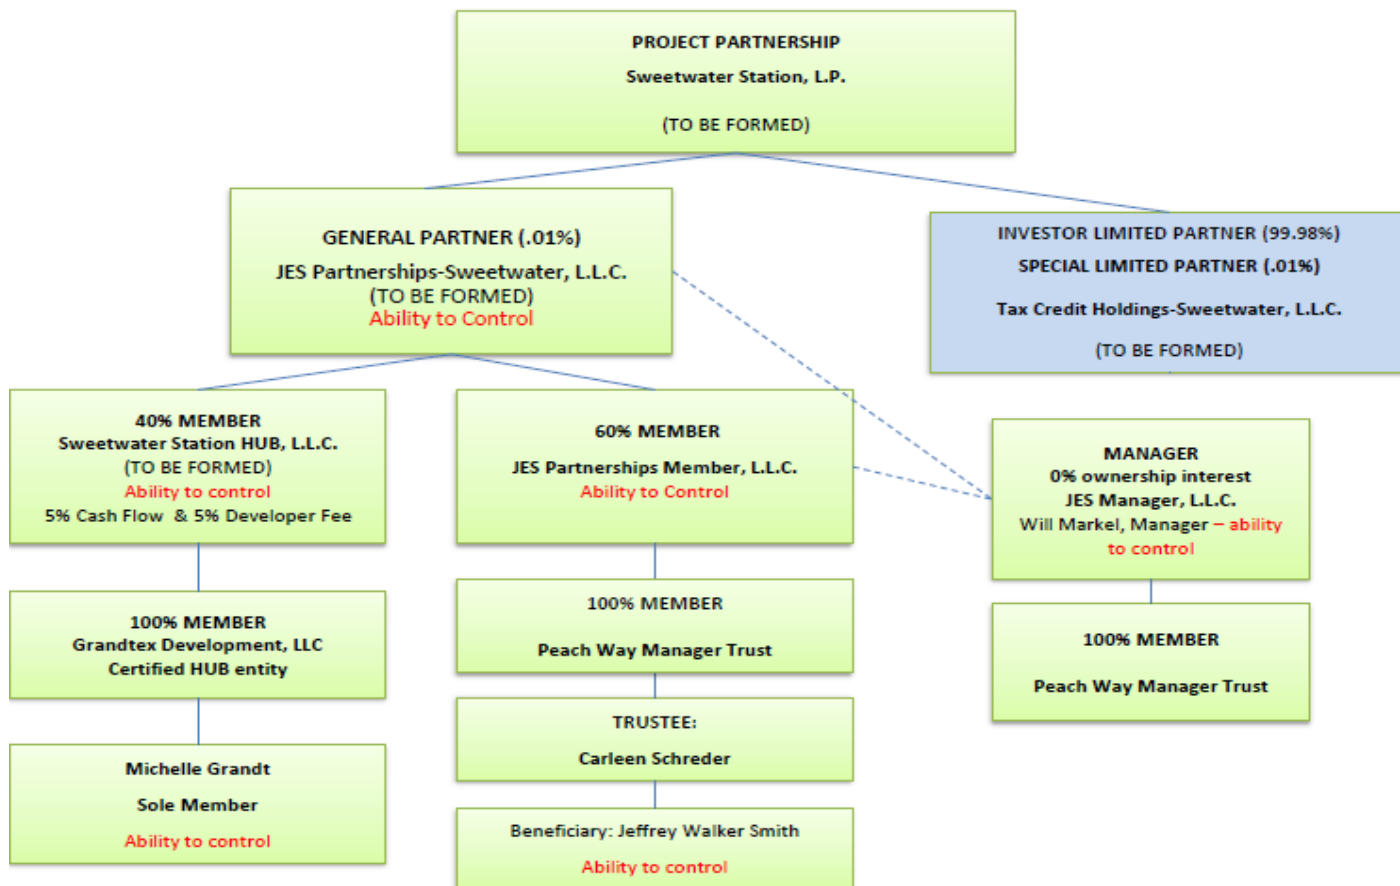 PROJECT PARTNERSHIP
Sweetwater Station, L.P.
(TO BE FORMED)
GENERAL PARTNER (.01%)
JES Partnerships-Sweetwater, L.L.C.
(TO BE FORMED)
Ability to Control
INVESTOR LIMITED PARTNER (99.98%)
SPECIAL LIMITED PARTNER (.01%)
Tax Credit Holdings-Sweetwater, L.L.C.
(TO BE FORMED)
40% MEMBER
Sweetwater Station HUB, L.L.C.
(TO BE FORMED)
Ability to control
5% Cash Flow & 5% Developer Fee
60% MEMBER
JES Partnerships Member, L.L.C.
Ability to Control
MANAGER
0% ownership interest
JES Manager, L.L.C.
Will Markel, Manager – ability
to control
100% MEMBER
Grandtex Development, LLC
Certified HUB entity
100% MEMBER
Peach Way Manager Trust
100% MEMBER
Peach Way Manager Trust
TRUSTEE:
Carleen Schreder
Michelle Grandt
Sole Member
Ability to control
Beneficiary: Jeffrey Walker Smith
Ability to control